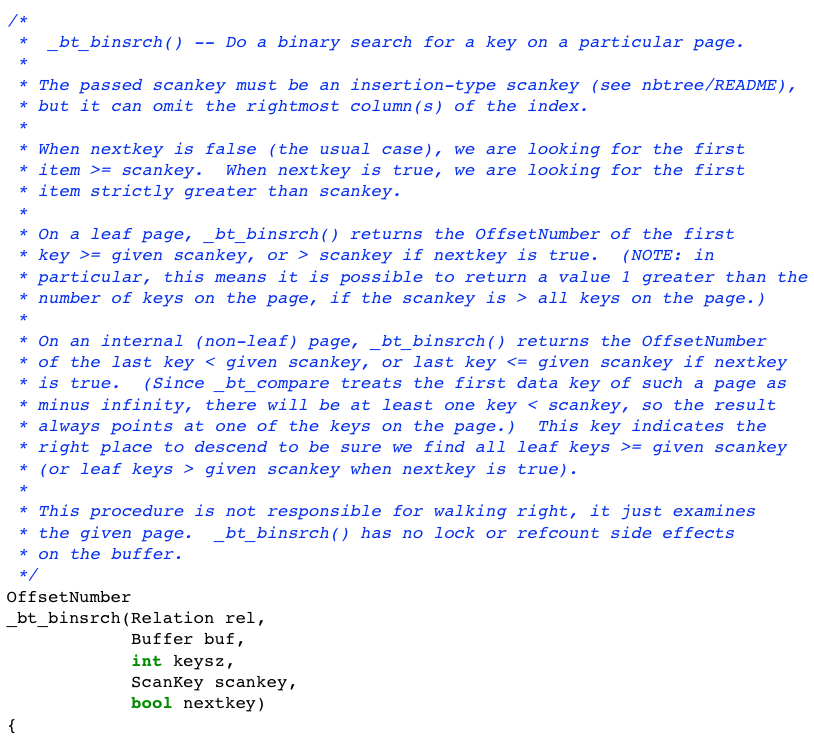 /*
 *  _bt_binsrch() -- Do a binary search for a key on a particular page.
 *
 * The passed scankey must be an insertion-type scankey (see nbtree/README),
 * but it can omit the rightmost column(s) of the index.
 *
 * When nextkey is false (the usual case), we are looking for the first
 * item >= scankey.  When nextkey is true, we are looking for the first
 * item strictly greater than scankey.
 *
 * On a leaf page, _bt_binsrch() returns the OffsetNumber of the first
 * key >= given scankey, or > scankey if nextkey is true.  (NOTE: in
 * particular, this means it is possible to return a value 1 greater than the
 * number of keys on the page, if the scankey is > all keys on the page.)
 *
 * On an internal (non-leaf) page, _bt_binsrch() returns the OffsetNumber
 * of the last key < given scankey, or last key <= given scankey if nextkey
 * is true.  (Since _bt_compare treats the first data key of such a page as
 * minus infinity, there will be at least one key < scankey, so the result
 * always points at one of the keys on the page.)  This key indicates the
 * right place to descend to be sure we find all leaf keys >= given scankey
 * (or leaf keys > given scankey when nextkey is true).
 *
 * This procedure is not responsible for walking right, it just examines
 * the given page.  _bt_binsrch() has no lock or refcount side effects
 * on the buffer.
 */
OffsetNumber
_bt_binsrch(Relation rel,
            Buffer buf,
            int keysz,
            ScanKey scankey,
            bool nextkey)
{